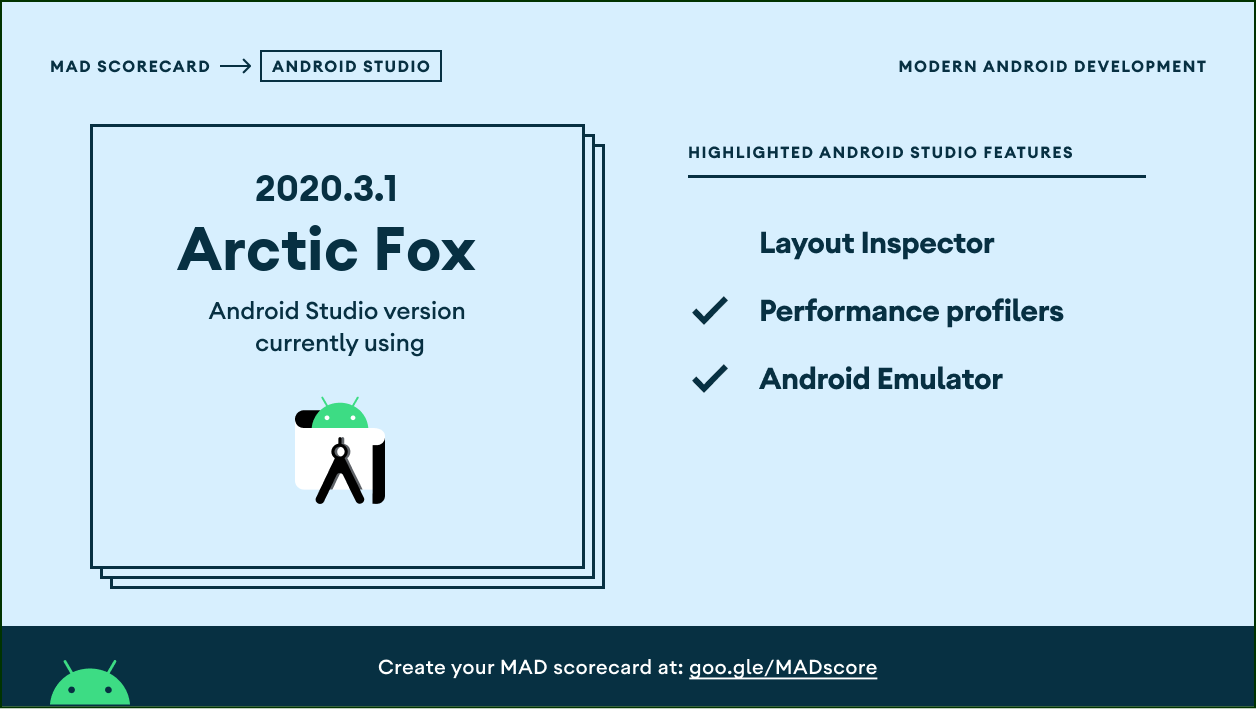 MAD SCORECARD → ANDROID STUDIO
MODERN ANDROID DEVELOPMENT
2020.3.1
Arctic Fox
Android Studio version
currently using
HIGHLIGHTED ANDROID STUDIO FEATURES
Layout Inspector
✓ Performance profilers
✓ Android Emulator
Create your MAD scorecard at: goo.gle/MADscore